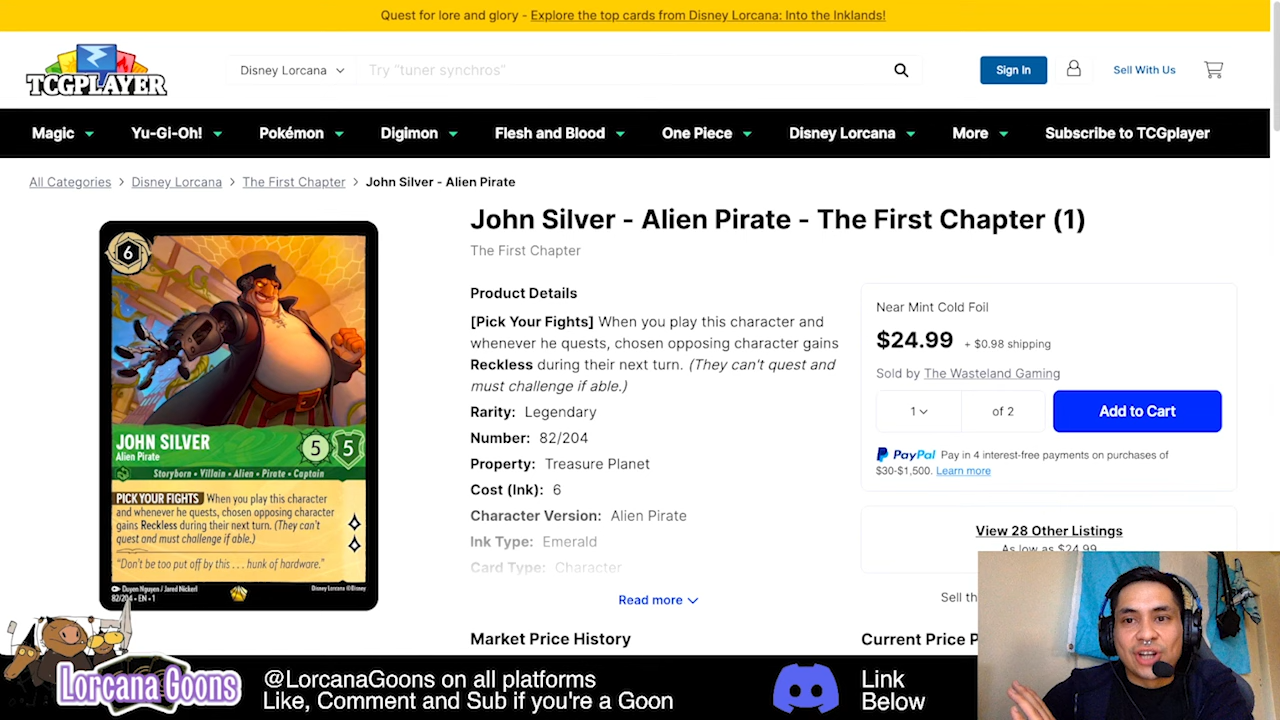 Quest for lore and glory - Explore the top cards from Disney Lorcana: Into the Inklands!
TCGPLAYER
Disney Lorcana
Try "tuner synchros"
Sign In
Sell With Us
Magic
Yu-Gi-Oh!
Pokémon
Digimon
Flesh and Blood
One Piece
Disney Lorcana
More
Subscribe to TCGplayer
All Categories > Disney Lorcana > The First Chapter > John Silver - Alien Pirate
6
JOHN SILVER
Alien Pirate
5
5
Storyborn • Villain • Alien • Pirate • Captain
PICK YOUR FIGHTS When you play this character
and whenever he quests, chosen opposing character
gains Reckless during their next turn. (They can't
quest and must challenge if able.)
"Don't be too put off by this . . . hunk of hardware."
Duyen Nguyen / Jared Nickerl
82/204 • EN • 1
Disney Lorcana ©Disney
John Silver - Alien Pirate - The First Chapter (1)
The First Chapter
Product Details
[Pick Your Fights] When you play this character and
whenever he quests, chosen opposing character gains
Reckless during their next turn. (They can't quest and
must challenge if able.)
Rarity: Legendary
Number: 82/204
Property: Treasure Planet
Cost (Ink): 6
Character Version: Alien Pirate
Ink Type: Emerald
Card Type: Character
Read more
Market Price History
Near Mint Cold Foil
$24.99 + $0.98 shipping
Sold by The Wasteland Gaming
1
of 2
Add to Cart
PayPal Pay in 4 interest-free payments on purchases of
$30-$1,500. Learn more
View 28 Other Listings
As low as $24.99
Sell th
Current Price P
Lorcana Goons
@LorcanaGoons on all platforms
Like, Comment and Sub if you're a Goon
Link
Below